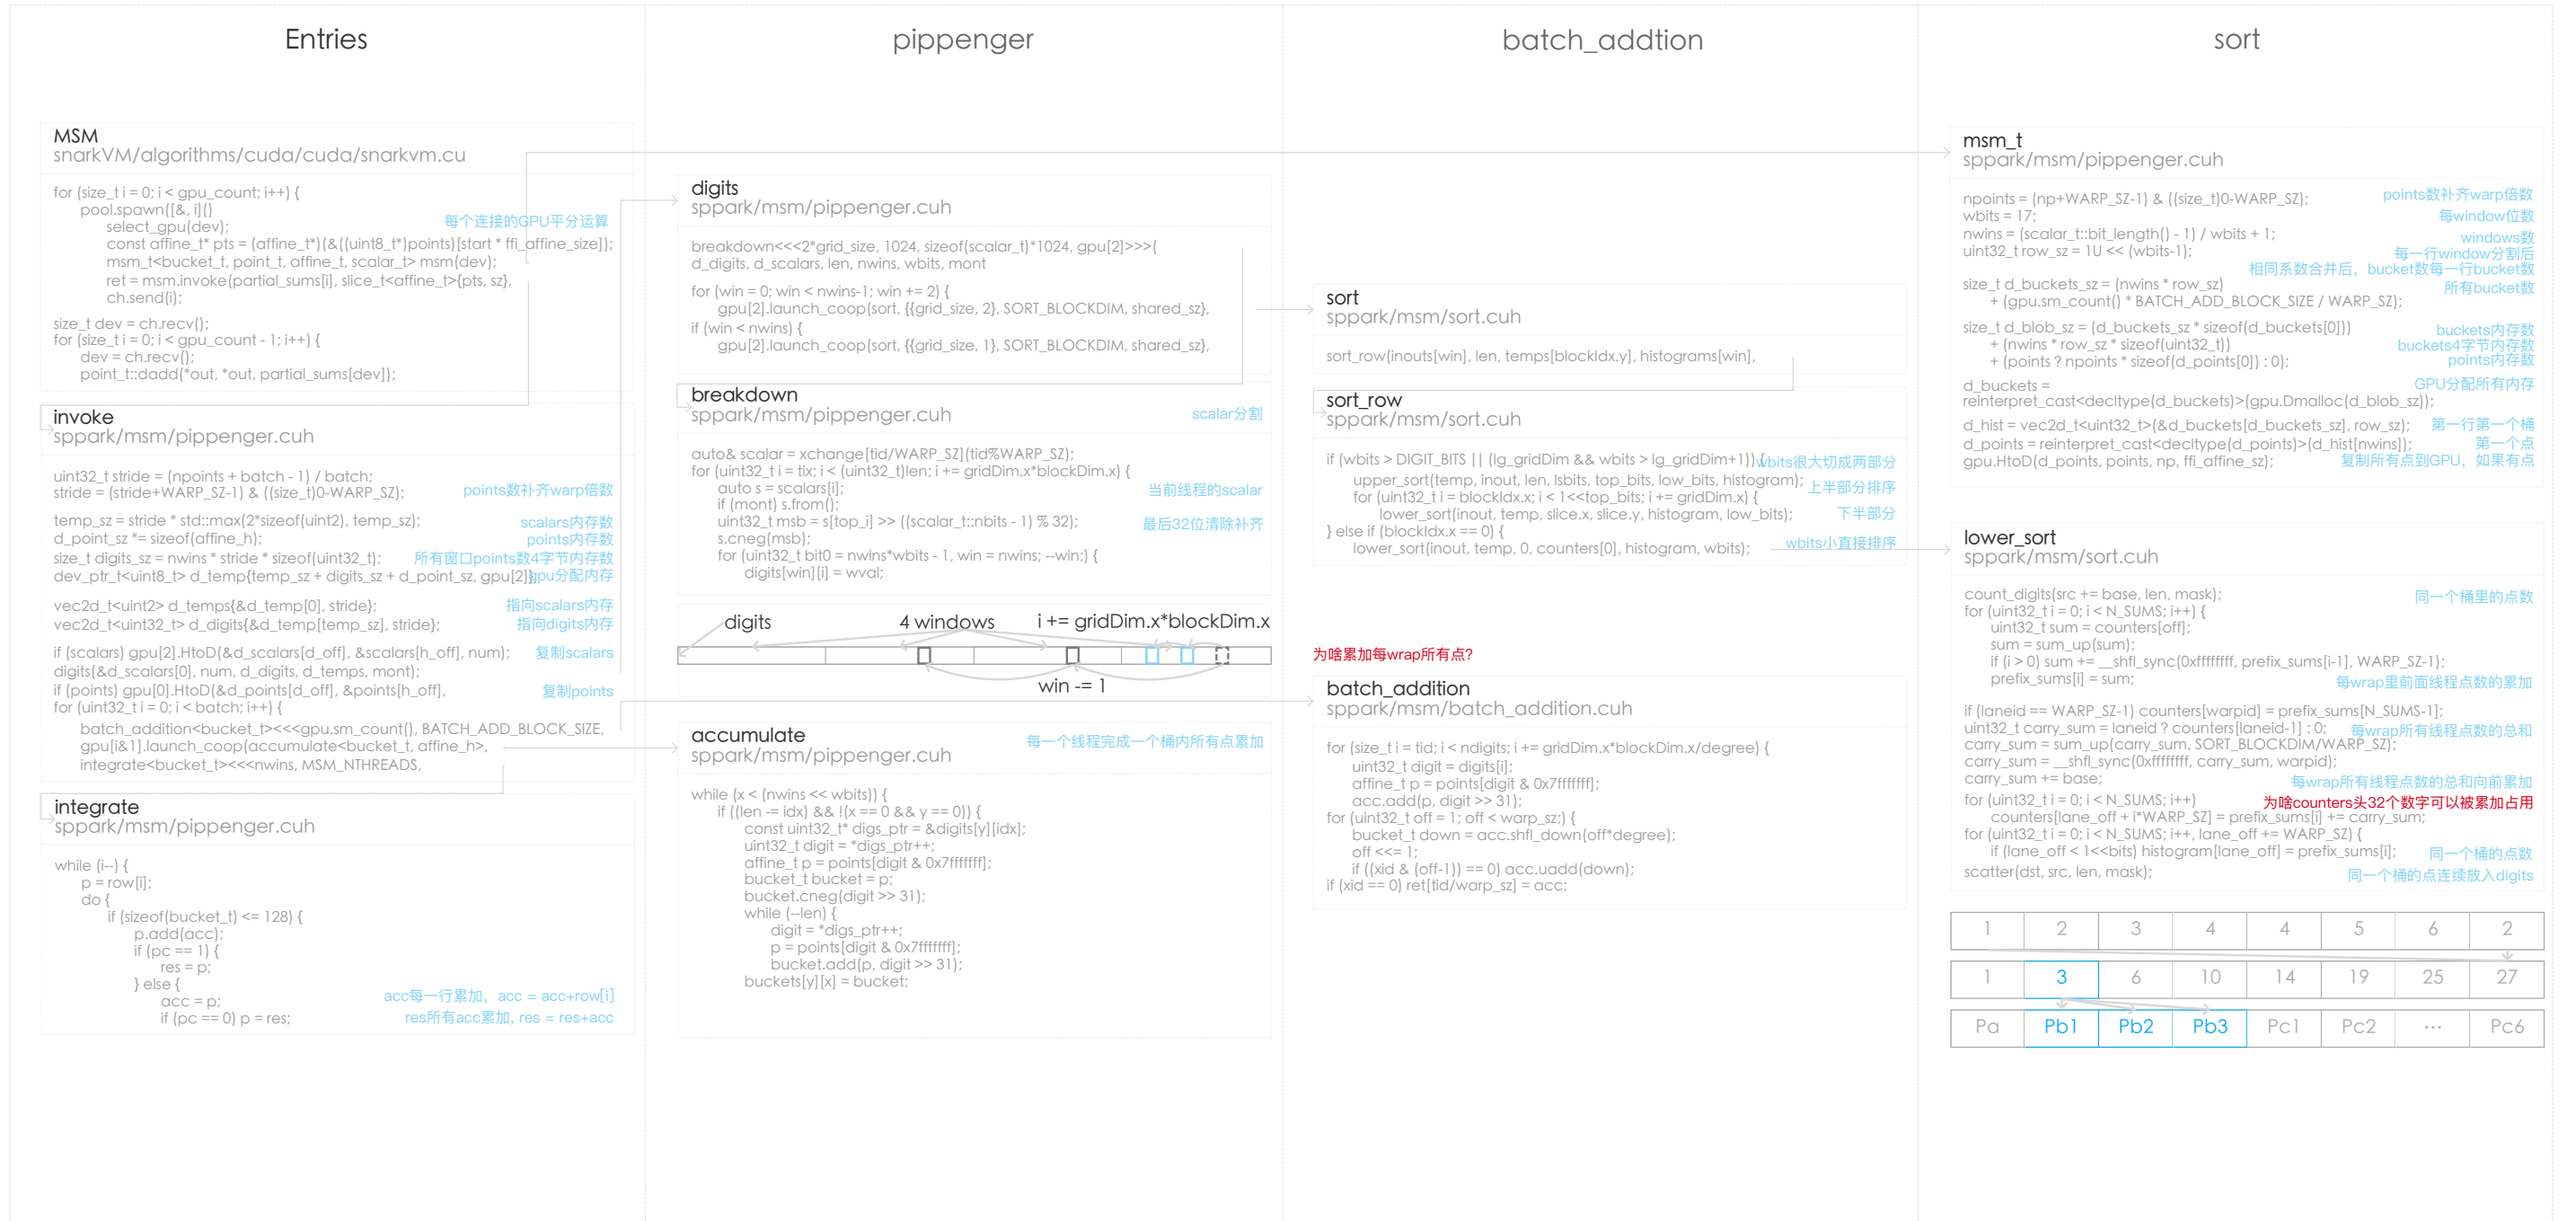 Entries
MSM
snarkVM/algorithms/cuda/cuda/snarkvm.cu
for (size_t i = 0; i < gpu_count; i++) {
pool.spawn([&, i]()
select_gpu(dev); 每个连接的GPU平分运算
const affine_t* pts = (affine_t*)(&((uint8_t*)points)[start * ffi_affine_size]);
msm_t<bucket_t, point_t, affine_t, scalar_t> msm(dev);
ret = msm.invoke(partial_sums[i], slice_t<affine_t>{pts, sz},
ch.send(i);
size_t dev = ch.recv();
for (size_t i = 0; i < gpu_count - 1; i++) {
dev = ch.recv();
point_t::dadd(*out, *out, partial_sums[dev]);
invoke
sppark/msm/pippenger.cuh
uint32_t stride = (npoints + batch - 1) / batch;
stride = (stride+WARP_SZ-1) & ((size_t)0-WARP_SZ); points数补齐warp倍数
temp_sz = stride * std::max(2*sizeof(uint2), temp_sz); scalars内存数
d_point_sz *= sizeof(affine_h); points内存数
size_t digits_sz = nwins * stride * sizeof(uint32_t); 所有窗口points数4字节内存数
dev_ptr_t<uint8_t> d_temp{temp_sz + digits_sz + d_point_sz, gpu[2]}; gpu分配内存
vec2d_t<uint2> d_temps{&d_temp[0], stride}; 指向scalars内存
vec2d_t<uint32_t> d_digits{&d_temp[temp_sz], stride}; 指向digits内存
if (scalars) gpu[2].HtoD(&d_scalars[d_off], &scalars[h_off], num); 复制scalars
digits(&d_scalars[0], num, d_digits, d_temps, mont);
if (points) gpu[0].HtoD(&d_points[d_off], &points[h_off], 复制points
for (uint32_t i = 0; i < batch; i++) {
batch_addition<bucket_t><<<gpu.sm_count(), BATCH_ADD_BLOCK_SIZE,
gpu[i&1].launch_coop(accumulate<bucket_t, affine_h>,
integrate<bucket_t><<<nwins, MSM_NTHREADS,
integrate
sppark/msm/pippenger.cuh
while (i--) {
p = row[i];
do {
if (sizeof(bucket_t) <= 128) {
p.add(acc);
if (pc == 1) {
res = p;
} else {
acc = p; acc每一行累加，acc = acc+row[i]
if (pc == 0) p = res; res所有acc累加, res = res+acc
pippenger
digits
sppark/msm/pippenger.cuh
breakdown<<<2*grid_size, 1024, sizeof(scalar_t)*1024, gpu[2]>>>(
d_digits, d_scalars, len, nwins, wbits, mont
for (win = 0; win < nwins-1; win += 2) {
gpu[2].launch_coop(sort, {{grid_size, 2}, SORT_BLOCKDIM, shared_sz},
if (win < nwins) {
gpu[2].launch_coop(sort, {{grid_size, 1}, SORT_BLOCKDIM, shared_sz},
breakdown
sppark/msm/pippenger.cuh scalar分割
auto& scalar = xchange[tid/WARP_SZ](tid%WARP_SZ);
for (uint32_t i = tix; i < (uint32_t)len; i += gridDim.x*blockDim.x) {
auto s = scalars[i]; 当前线程的scalar
if (mont) s.from();
uint32_t msb = s[top_i] >> ((scalar_t::nbits - 1) % 32); 最后32位清除补齐
s.cneg(msb);
for (uint32_t bit0 = nwins*wbits - 1, win = nwins; --win;) {
digits[win][i] = wval;
digits 4 windows i += gridDim.x*blockDim.x
win -= 1
accumulate 每一个线程完成一个桶内所有点累加
sppark/msm/pippenger.cuh
while (x < (nwins << wbits)) {
if ((len -= idx) && !(x == 0 && y == 0)) {
const uint32_t* digs_ptr = &digits[y][idx];
uint32_t digit = *digs_ptr++;
affine_t p = points[digit & 0x7fffffff];
bucket_t bucket = p;
bucket.cneg(digit >> 31);
while (--len) {
digit = *digs_ptr++;
p = points[digit & 0x7fffffff];
bucket.add(p, digit >> 31);
buckets[y][x] = bucket;
batch_addtion
sort
sppark/msm/sort.cuh
sort_row(inouts[win], len, temps[blockIdx.y], histograms[win],
sort_row
sppark/msm/sort.cuh
if (wbits > DIGIT_BITS || (lg_gridDim && wbits > lg_gridDim+1)) { wbits很大切成两部分
upper_sort(temp, inout, len, lsbits, top_bits, low_bits, histogram); 上半部分排序
for (uint32_t i = blockIdx.x; i < 1<<top_bits; i += gridDim.x) {
lower_sort(inout, temp, slice.x, slice.y, histogram, low_bits); 下半部分
} else if (blockIdx.x == 0) {
lower_sort(inout, temp, 0, counters[0], histogram, wbits); wbits小直接排序
为啥累加每wrap所有点?
batch_addition
sppark/msm/batch_addition.cuh
for (size_t i = tid; i < ndigits; i += gridDim.x*blockDim.x/degree) {
uint32_t digit = digits[i];
affine_t p = points[digit & 0x7fffffff];
acc.add(p, digit >> 31);
for (uint32_t off = 1; off < warp_sz;) {
bucket_t down = acc.shfl_down(off*degree);
off <<= 1;
if ((xid & (off-1)) == 0) acc.uadd(down);
if (xid == 0) ret[tid/warp_sz] = acc;
sort
msm_t
sppark/msm/pippenger.cuh
npoints = (np+WARP_SZ-1) & ((size_t)0-WARP_SZ); points数补齐warp倍数
wbits = 17; 每window位数
nwins = (scalar_t::bit_length() - 1) / wbits + 1; windows数
uint32_t row_sz = 1U << (wbits-1); 每一行window分割后
相同系数合并后，bucket数每一行bucket数
size_t d_buckets_sz = (nwins * row_sz) 所有bucket数
+ (gpu.sm_count() * BATCH_ADD_BLOCK_SIZE / WARP_SZ);
size_t d_blob_sz = (d_buckets_sz * sizeof(d_buckets[0])) buckets内存数
+ (nwins * row_sz * sizeof(uint32_t)) buckets4字节内存数
+ (points ? npoints * sizeof(d_points[0]) : 0); points内存数
d_buckets = GPU分配所有内存
reinterpret_cast<decltype(d_buckets)>(gpu.Dmalloc(d_blob_sz));
d_hist = vec2d_t<uint32_t>(&d_buckets[d_buckets_sz], row_sz); 第一行第一个桶
d_points = reinterpret_cast<decltype(d_points)>(d_hist[nwins]); 第一个点
gpu.HtoD(d_points, points, np, ffi_affine_sz); 复制所有点到GPU，如果有点
lower_sort
sppark/msm/sort.cuh
count_digits(src += base, len, mask); 同一个桶里的点数
for (uint32_t i = 0; i < N_SUMS; i++) {
uint32_t sum = counters[off];
sum = sum_up(sum);
if (i > 0) sum += __shfl_sync(0xffffffff, prefix_sums[i-1], WARP_SZ-1);
prefix_sums[i] = sum; 每wrap里前面线程点数的累加
if (laneid == WARP_SZ-1) counters[warpid] = prefix_sums[N_SUMS-1];
uint32_t carry_sum = laneid ? counters[laneid-1] : 0; 每wrap所有线程点数的总和
carry_sum = sum_up(carry_sum, SORT_BLOCKDIM/WARP_SZ);
carry_sum = __shfl_sync(0xffffffff, carry_sum, warpid);
carry_sum += base; 每wrap所有线程点数的总和向前累加
for (uint32_t i = 0; i < N_SUMS; i++) 为啥counters头32个数字可以被累加占用
counters[lane_off + i*WARP_SZ] = prefix_sums[i] += carry_sum;
for (uint32_t i = 0; i < N_SUMS; i++, lane_off += WARP_SZ) {
if (lane_off < 1<<bits) histogram[lane_off] = prefix_sums[i]; 同一个桶的点数
scatter(dst, src, len, mask); 同一个桶的点连续放入digits
1 2 3 4 4 5 6 2
1 3 6 10 14 19 25 27
Pa Pb1 Pb2 Pb3 Pc1 Pc2 ... Pc6